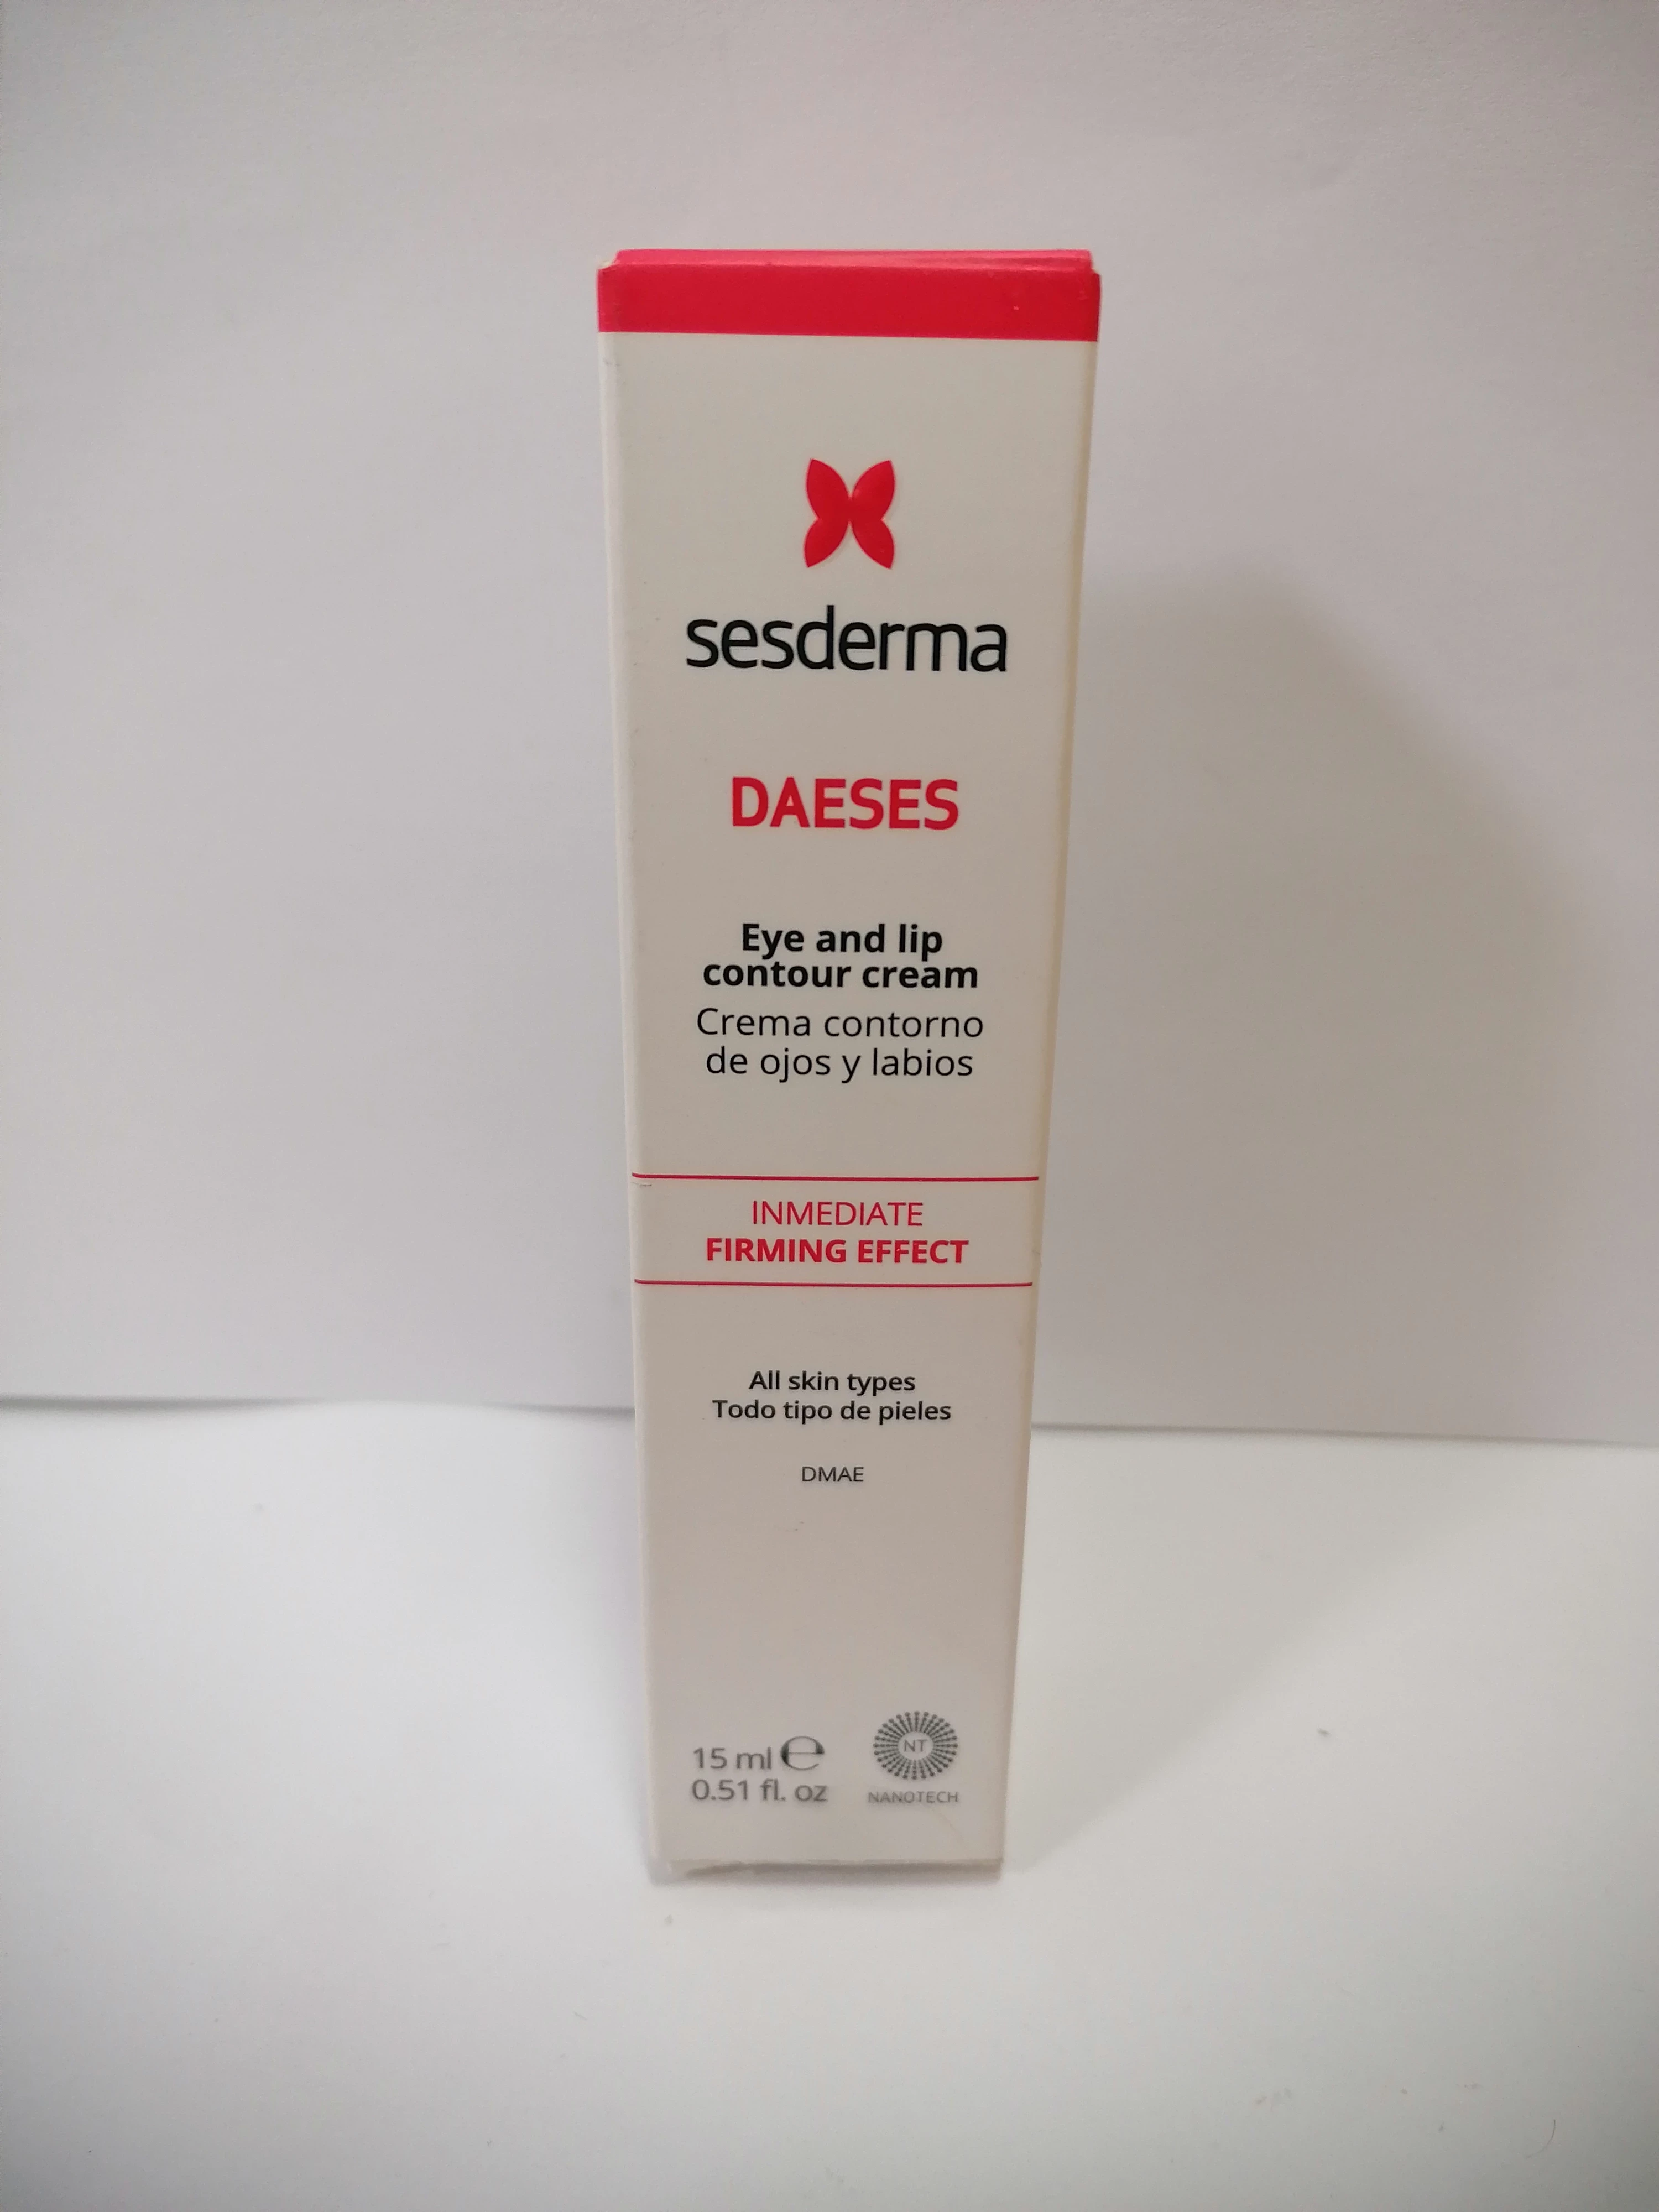 sesderma
DAESES
Eye and lip
contour cream
Crema contorno
de ojos y labios
INMEDIATE
FIRMING EFFECT
All skin types
Todo tipo de pieles
DMAE
15 ml ℮
0.51 fl. oz
NT
NANOTECH